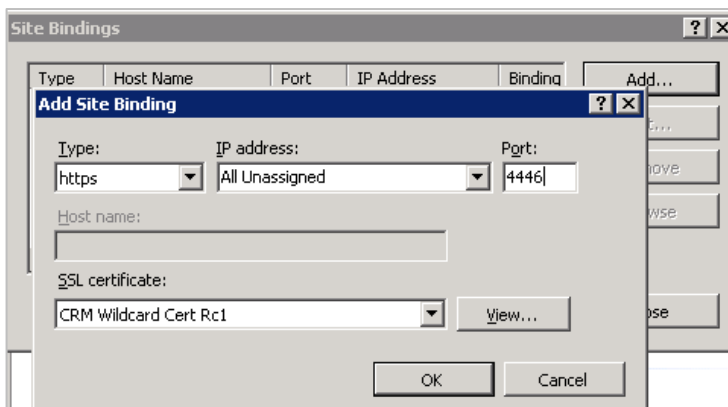 Site Bindings
Type Host Name Port IP Address Binding Add...
Add Site Binding
Type: IP address: Port:
https All Unassigned 4446
Host name:
SSL certificate:
CRM Wildcard Cert Rc1 View...
OK Cancel